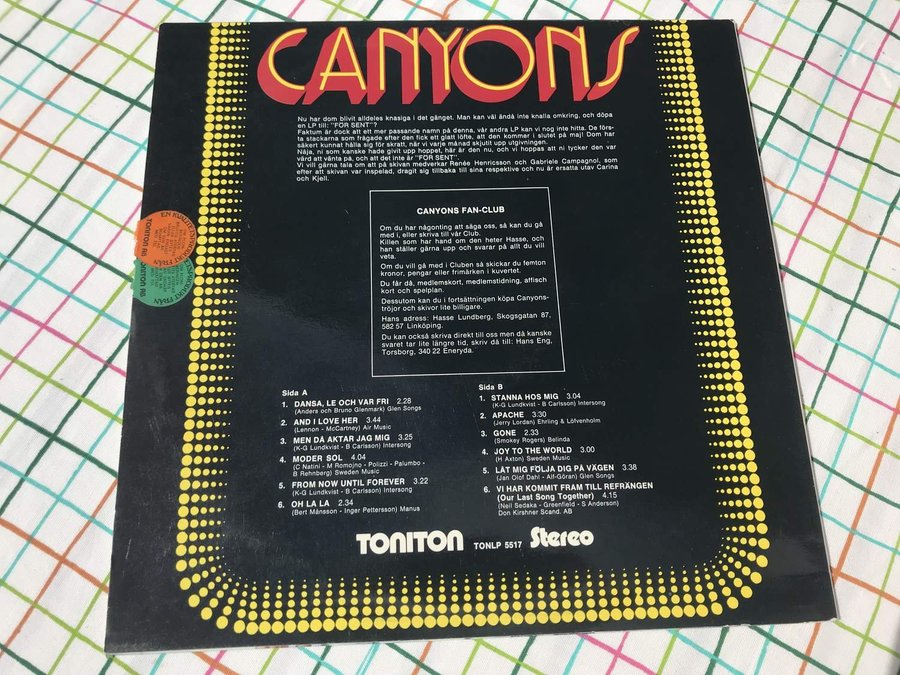 CANYONS
Nu har dom blivit alldeles knasiga i det gänget. Man kan väl ändå inte knalla omkring, och döpa
en LP till: "FOR SENT"?
Faktum är dock att ett mer passande namn på denna, vår andra LP kan vi nog inte hitta. De förs-
ta stackarna som frågade efter den fick ett glatt löfte, att den kommer i slutet på maj! Dom har
säkert kunnat hålla sig för skratt, när vi varje månad skjutit upp utgivningen.
Nåja, ni som kanske hade givit upp hoppet, här är den nu, och vi hoppas att ni tycker den var
värd att vänta på, och att det inte är "FOR SENT".
Vi vill gärna tala om att på skivan medverkar Renée Henricsson och Gabriele Campagnol, som
efter att skivan var inspelad, dragit sig tillbaka till sina respektive och nu är ersatta utav Carina
och Kjell.
CANYONS FAN-CLUB
Om du har någonting att säga oss, så kan du gå
med i, eller skriva till vår Club.
Killen som har hand om den heter Hasse, och
han ställer gärna upp och svarar på allt du vill
veta.
Om du vill gå med i Cluben så skickar du femton
kronor, pengar eller frimärken i kuvertet.
Du får då, medlemskort, medlemstidning, affisch
kort och spelplan.
Dessutom kan du i fortsättningen köpa Canyons-
tröjor och skivor lite billigare.
Hans adress: Hasse Lundberg, Skogsgatan 87,
582 57 Linköping.
Du kan också skriva direkt till oss men då kanske
svaret tar lite längre tid, skriv då till: Hans Eng,
Torsborg, 340 22 Eneryda.
TONITON AB
TONITON AB
Sida A
1. DANSA, LE OCH VAR FRI 2.28
(Anders och Bruno Glenmark) Glen Songs
2. AND I LOVE HER 3.44
(Lennon - McCartney) Air Music
3. MEN DÅ AKTAR JAG MIG 3.25
(K-G Lundkvist - B Carlsson) Intersong
4. MODER SOL 4.04
(C Natini - M Romojno - Polizzi - Palumbo -
B Rehnberg) Sweden Music
5. FROM NOW UNTIL FOREVER 3.22
(K-G Lundkvist - B Carlsson) Intersong
6. OH LA LA 2.34
(Bert Månsson - Inger Pettersson) Manus
Sida B
1. STANNA HOS MIG 3.04
(K-G Lundkvist - B Carlsson) Intersong
2. APACHE 3.30
(Jerry Lordan) Ehrling & Löfvenholm
3. GONE 2.33
(Smokey Rogers) Belinda
4. JOY TO THE WORLD 3.00
(H Axton) Sweden Music
5. LÅT MIG FÖLJA DIG PÅ VÄGEN 3.38
(Jan Olof Dahl - Alf-Göran) Glen Songs
6. VI HAR KOMMIT FRAM TILL REFRÄNGEN
(Our Last Song Together) 4.15
(Neil Sedaka - Greenfield - S Anderson)
Don Kirshner Scand. AB
TONITON TONLP 5517 Stereo